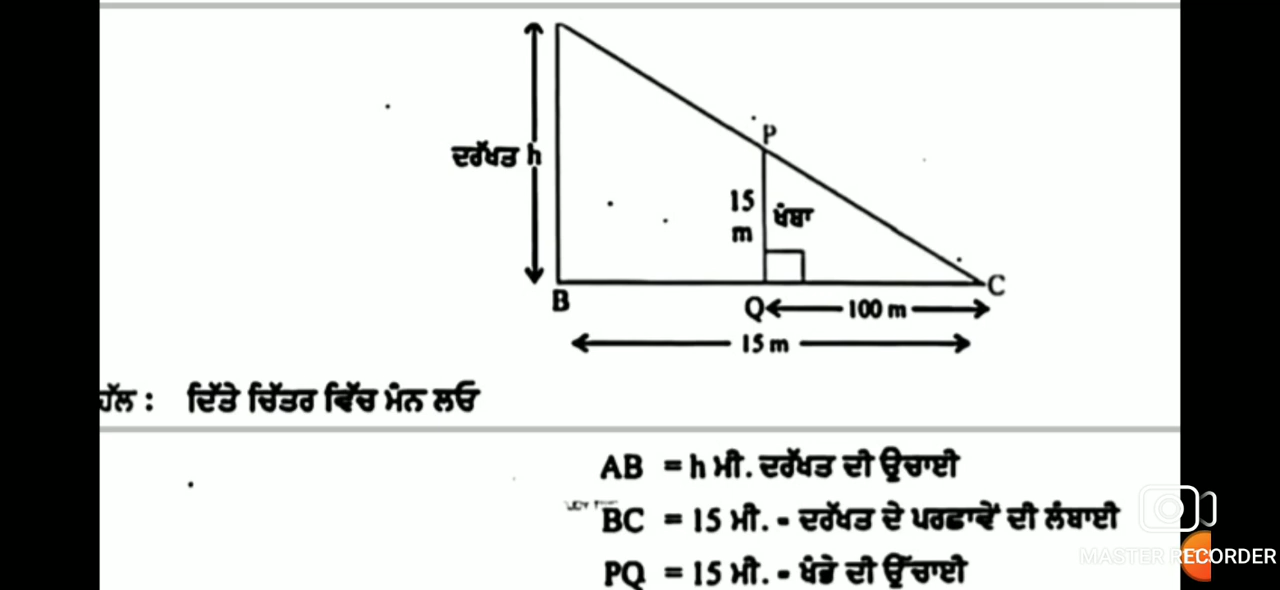 P
ਦਰੱਖਤ h
15
m
ਖੰਬਾ
B
Q
100 m
C
15 m
ਹੱਲ : ਦਿੱਤੇ ਚਿੱਤਰ ਵਿੱਚ ਮੰਨ ਲਓ
AB = h ਮੀ. ਦਰੱਖਤ ਦੀ ਉਚਾਈ
BC = 15 ਮੀ. - ਦਰੱਖਤ ਦੇ ਪਰਛਾਵੇਂ ਦੀ ਲੰਬਾਈ
PQ = 15 ਮੀ. - ਖੰਭੇ ਦੀ ਉੱਚਾਈ
MASTER RECORDER